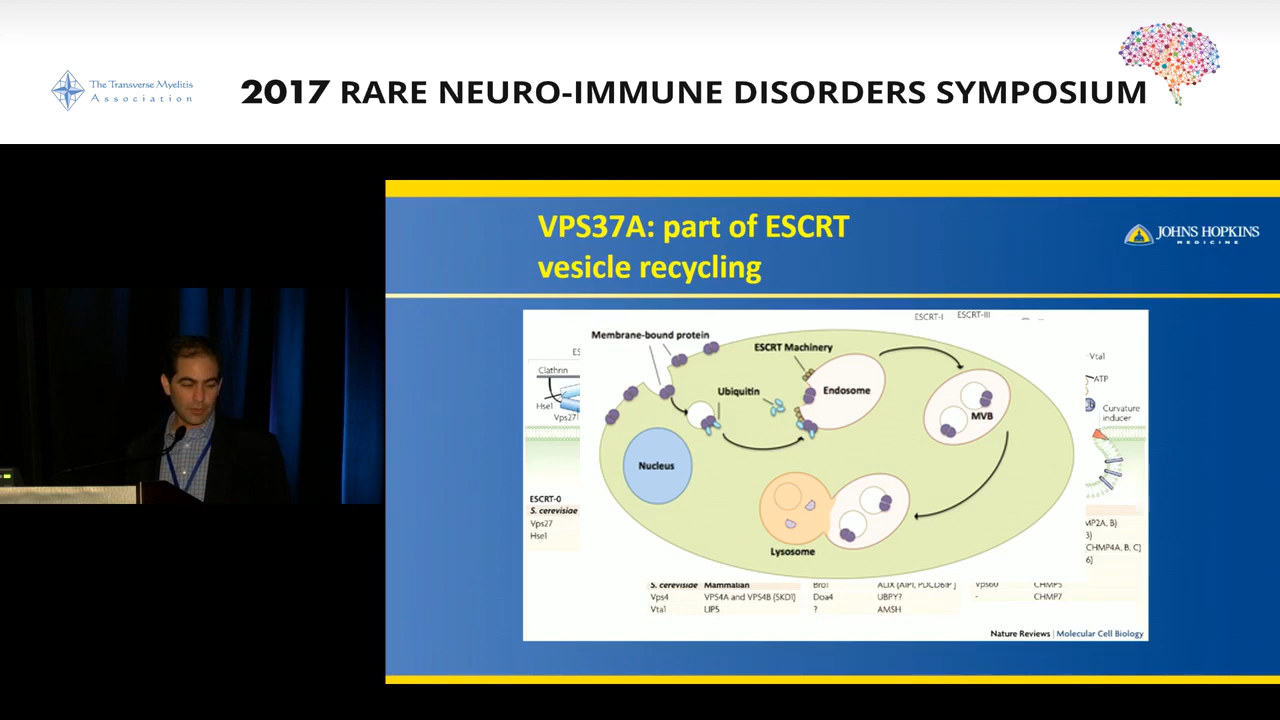 The Transverse Myelitis
Association
2017 RARE NEURO-IMMUNE DISORDERS SYMPOSIUM
VPS37A: part of ESCRT
vesicle recycling
JOHNS HOPKINS
MEDICINE
ESCRT-I ESCRT-III
Membrane-bound protein
ESCRT Machinery
Clathrin
Hse1
Vps27
Ubiquitin
Endosome
MVB
Vta1
ATP
Curvature
inducer
Nucleus
Lysosome
ESCRT-0
S. cerevisiae
Vps27
Hse1
MP2A, B)
3)
CHMP4A, B, C)
6)
S. cerevisiae Mammalian Bro1 ALIX (AIP1, PDCD6IP) Vps60 CHMP5
Vps4 VPS4A and VPS4B (SKD1) Doa4 UBPY? - CHMP7
Vta1 LIP5 ? AMSH
Nature Reviews | Molecular Cell Biology